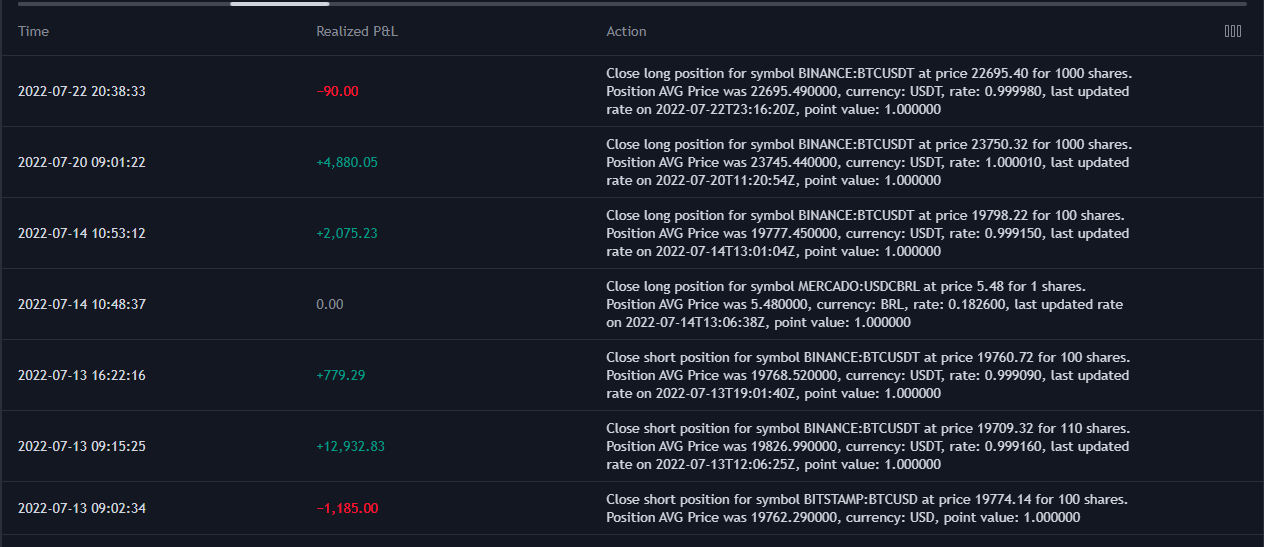 Time Realized P&L Action
2022-07-22 20:38:33 −90.00 Close long position for symbol BINANCE:BTCUSDT at price 22695.40 for 1000 shares.
Position AVG Price was 22695.490000, currency: USDT, rate: 0.999980, last updated
rate on 2022-07-22T23:16:20Z, point value: 1.000000
2022-07-20 09:01:22 +4,880.05 Close long position for symbol BINANCE:BTCUSDT at price 23750.32 for 1000 shares.
Position AVG Price was 23745.440000, currency: USDT, rate: 1.000010, last updated
rate on 2022-07-20T11:20:54Z, point value: 1.000000
2022-07-14 10:53:12 +2,075.23 Close long position for symbol BINANCE:BTCUSDT at price 19798.22 for 100 shares.
Position AVG Price was 19777.450000, currency: USDT, rate: 0.999150, last updated
rate on 2022-07-14T13:01:04Z, point value: 1.000000
2022-07-14 10:48:37 0.00 Close long position for symbol MERCADO:USDCBRL at price 5.48 for 1 shares.
Position AVG Price was 5.480000, currency: BRL, rate: 0.182600, last updated rate
on 2022-07-14T13:06:38Z, point value: 1.000000
2022-07-13 16:22:16 +779.29 Close short position for symbol BINANCE:BTCUSDT at price 19760.72 for 100 shares.
Position AVG Price was 19768.520000, currency: USDT, rate: 0.999090, last updated
rate on 2022-07-13T19:01:40Z, point value: 1.000000
2022-07-13 09:15:25 +12,932.83 Close short position for symbol BINANCE:BTCUSDT at price 19709.32 for 110 shares.
Position AVG Price was 19826.990000, currency: USDT, rate: 0.999160, last updated
rate on 2022-07-13T12:06:25Z, point value: 1.000000
2022-07-13 09:02:34 −1,185.00 Close short position for symbol BITSTAMP:BTCUSD at price 19774.14 for 100 shares.
Position AVG Price was 19762.290000, currency: USD, point value: 1.000000